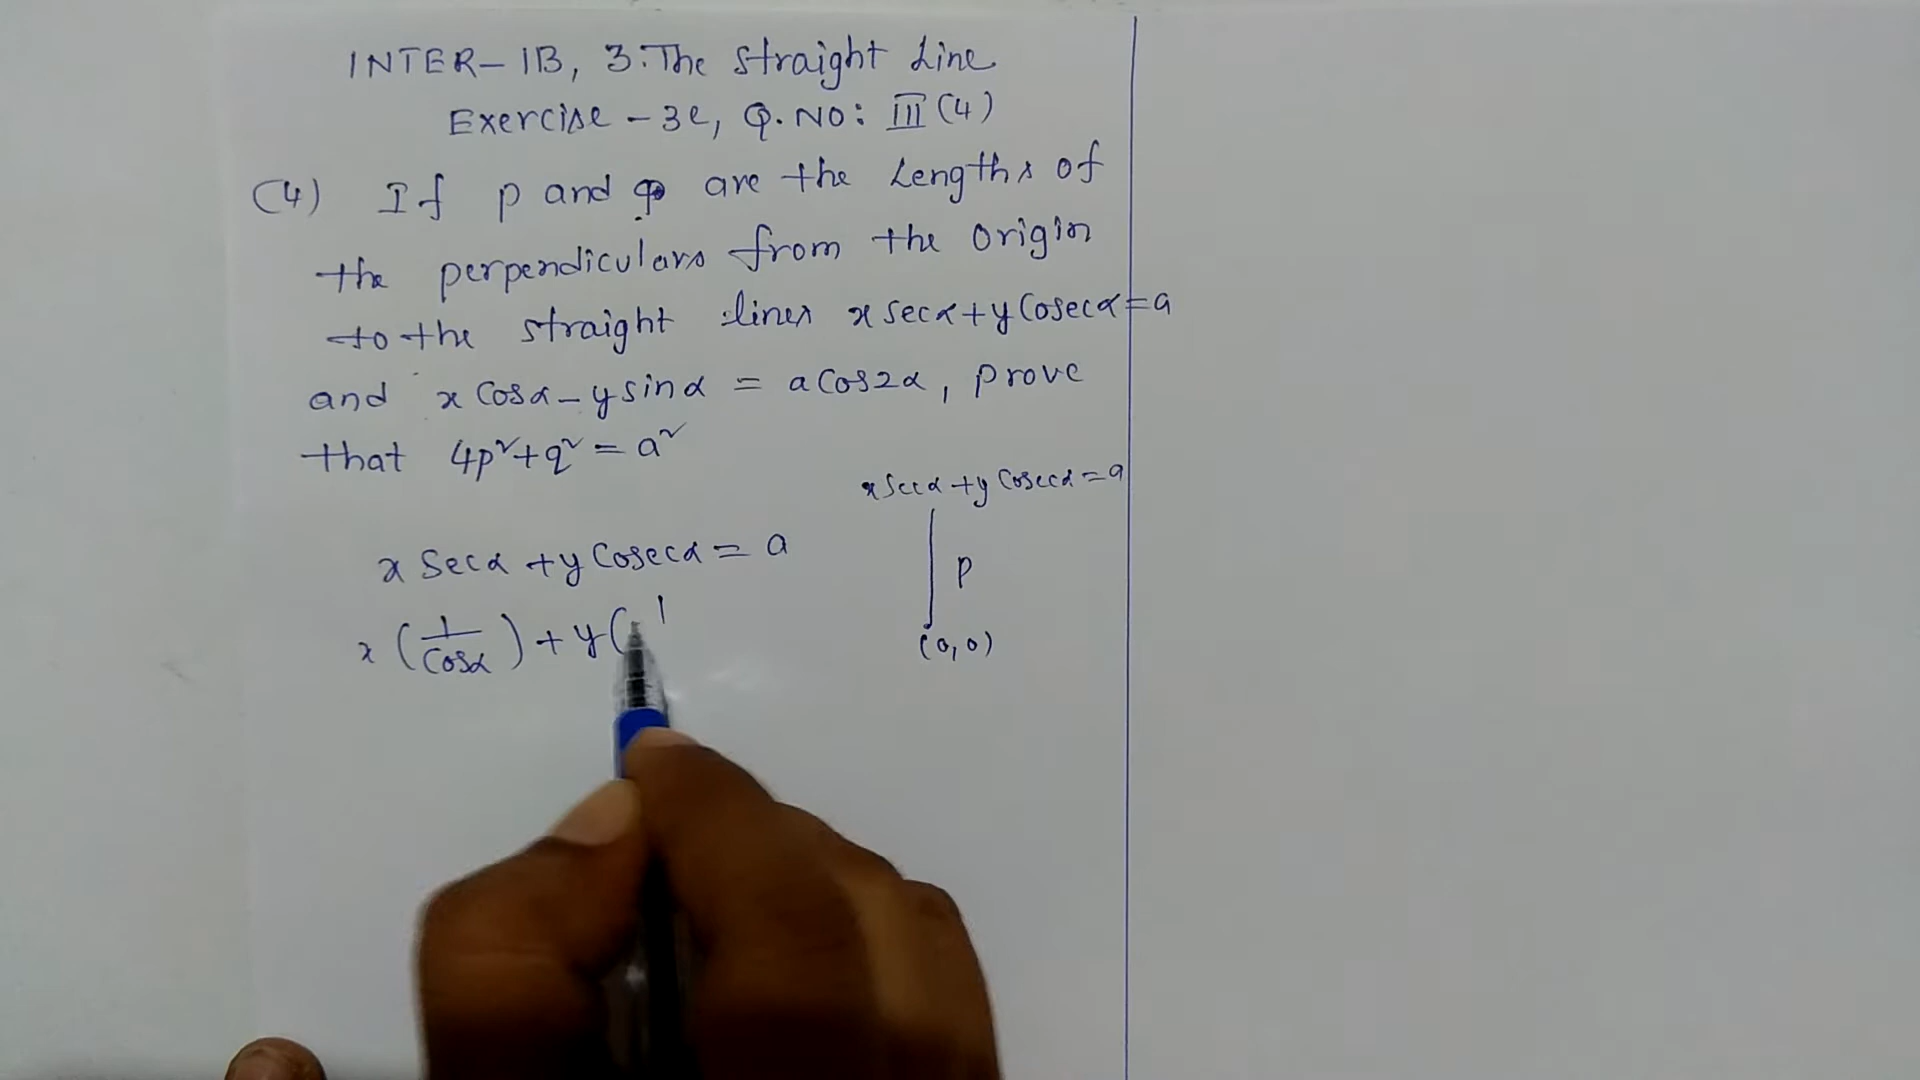 INTER-1B, 3.The Straight Line
Exercise - 3e, Q.NO: III (4)
(4) If p and q are the Lengths of
the perpendiculars from the origin
to the straight lines x secα+y Cosecα=a
and x Cosα-y sinα = a Cos2α, prove
that 4p²+q² = a²
x Secα +y Cosecα = a
x Secα +y Cosecα = a
p
(0,0)
x (1/Cosα) + y( 1